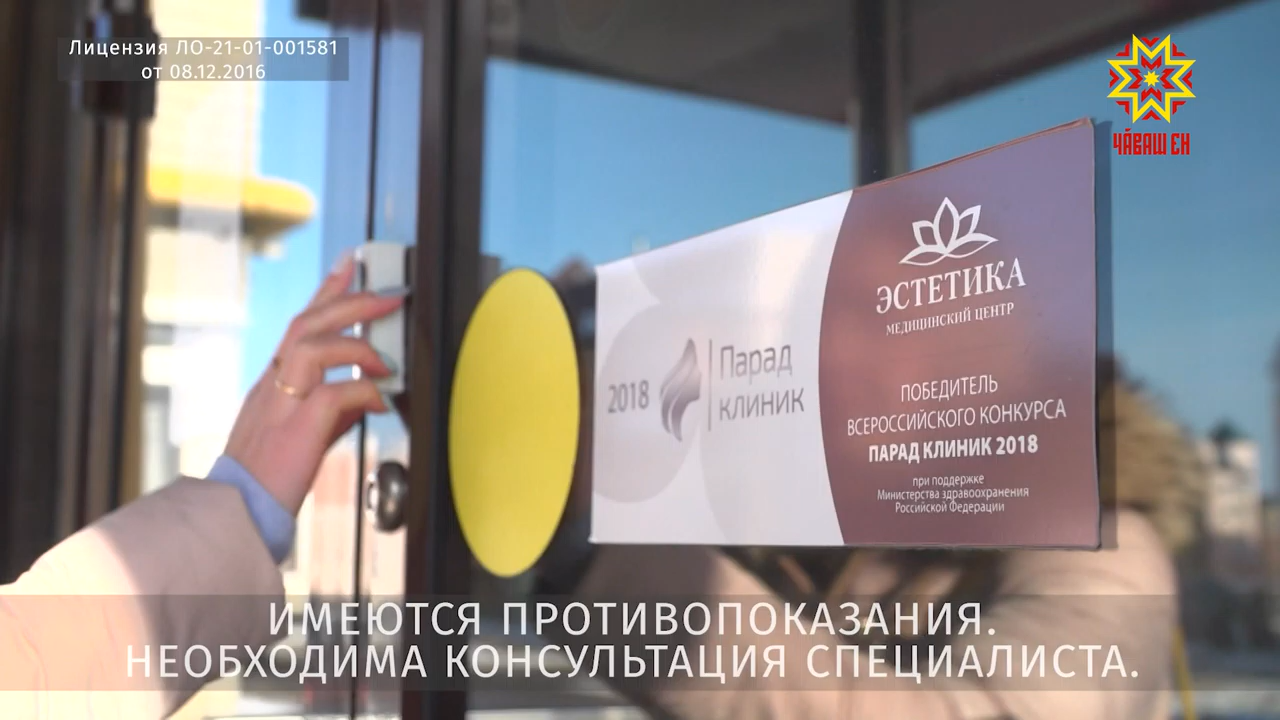 Лицензия ЛО-21-01-001581
от 08.12.2016
ЧӐВАШ ЕН
ЭСТЕТИКА
МЕДИЦИНСКИЙ ЦЕНТР
2018
Парад
клиник
ПОБЕДИТЕЛЬ
ВСЕРОССИЙСКОГО КОНКУРСА
ПАРАД КЛИНИК 2018
при поддержке
Министерства здравоохранения
Российской Федерации
ИМЕЮТСЯ ПРОТИВОПОКАЗАНИЯ.
НЕОБХОДИМА КОНСУЛЬТАЦИЯ СПЕЦИАЛИСТА.